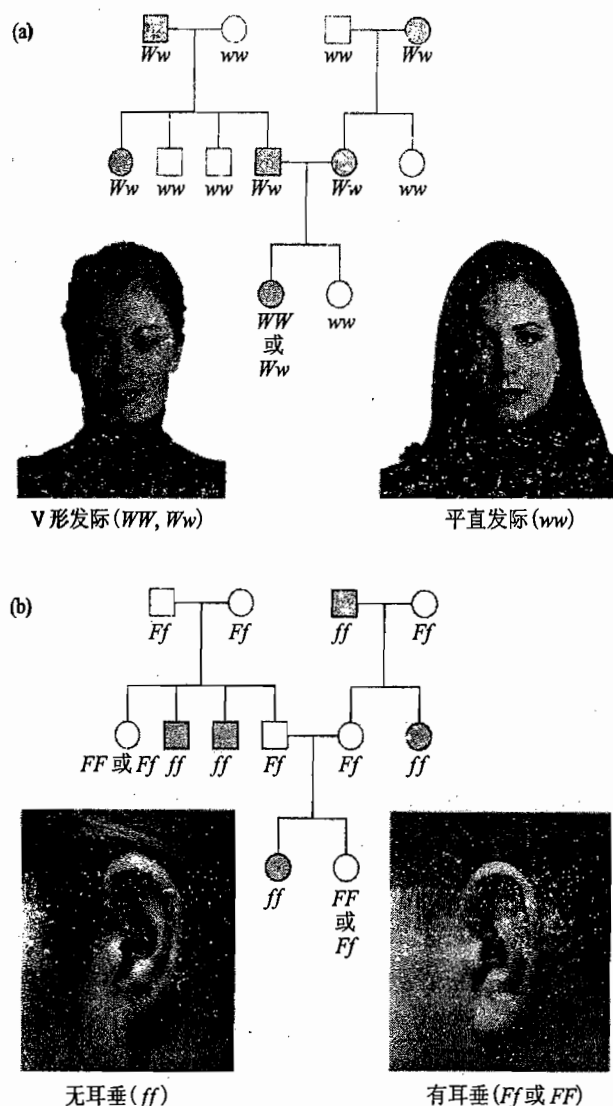 (a)
Ww ww ww Ww
Ww ww ww Ww Ww ww
WW ww
或
Ww
V 形发际(WW, Ww) 平直发际(ww)
(b)
Ff Ff ff Ff
FF 或 Ff ff ff Ff Ff ff
ff FF
或
Ff
无耳垂(ff) 有耳垂(Ff 或 FF)